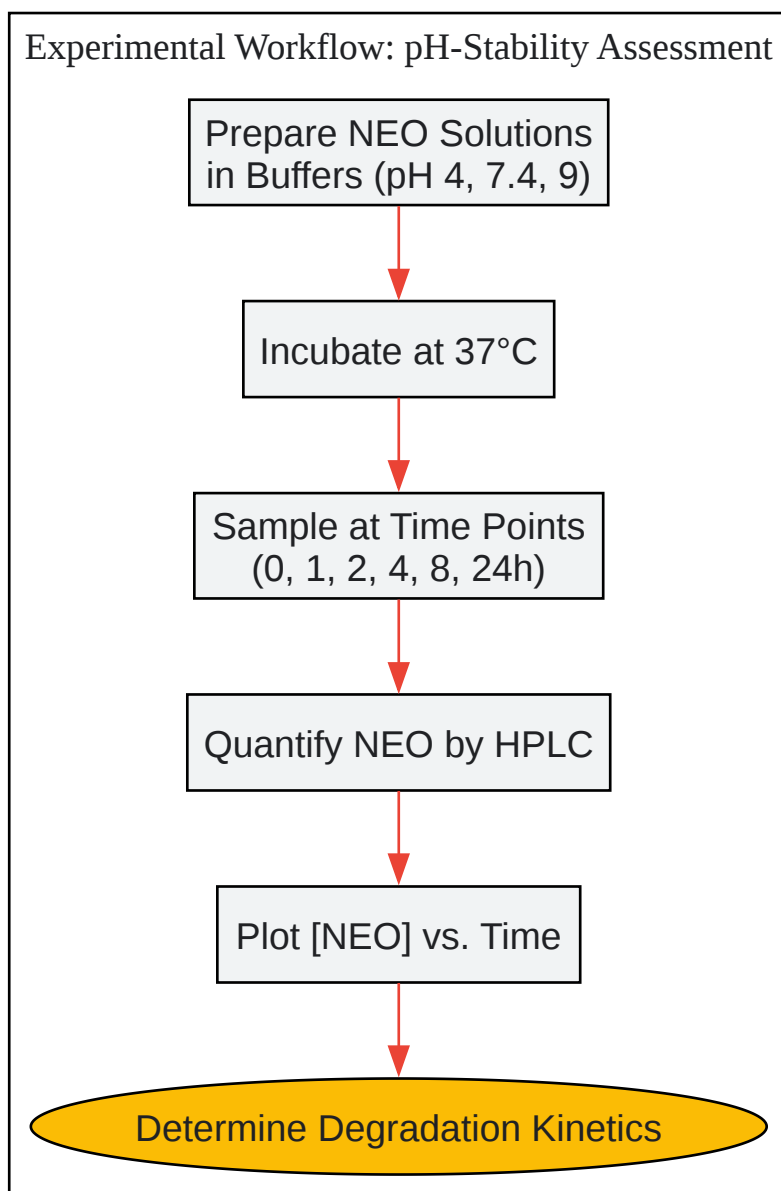 Experimental Workflow: pH-Stability Assessment
Prepare NEO Solutions
in Buffers (pH 4, 7.4, 9)
Incubate at 37°C
Sample at Time Points
(0, 1, 2, 4, 8, 24h)
Quantify NEO by HPLC
Plot [NEO] vs. Time
Determine Degradation Kinetics